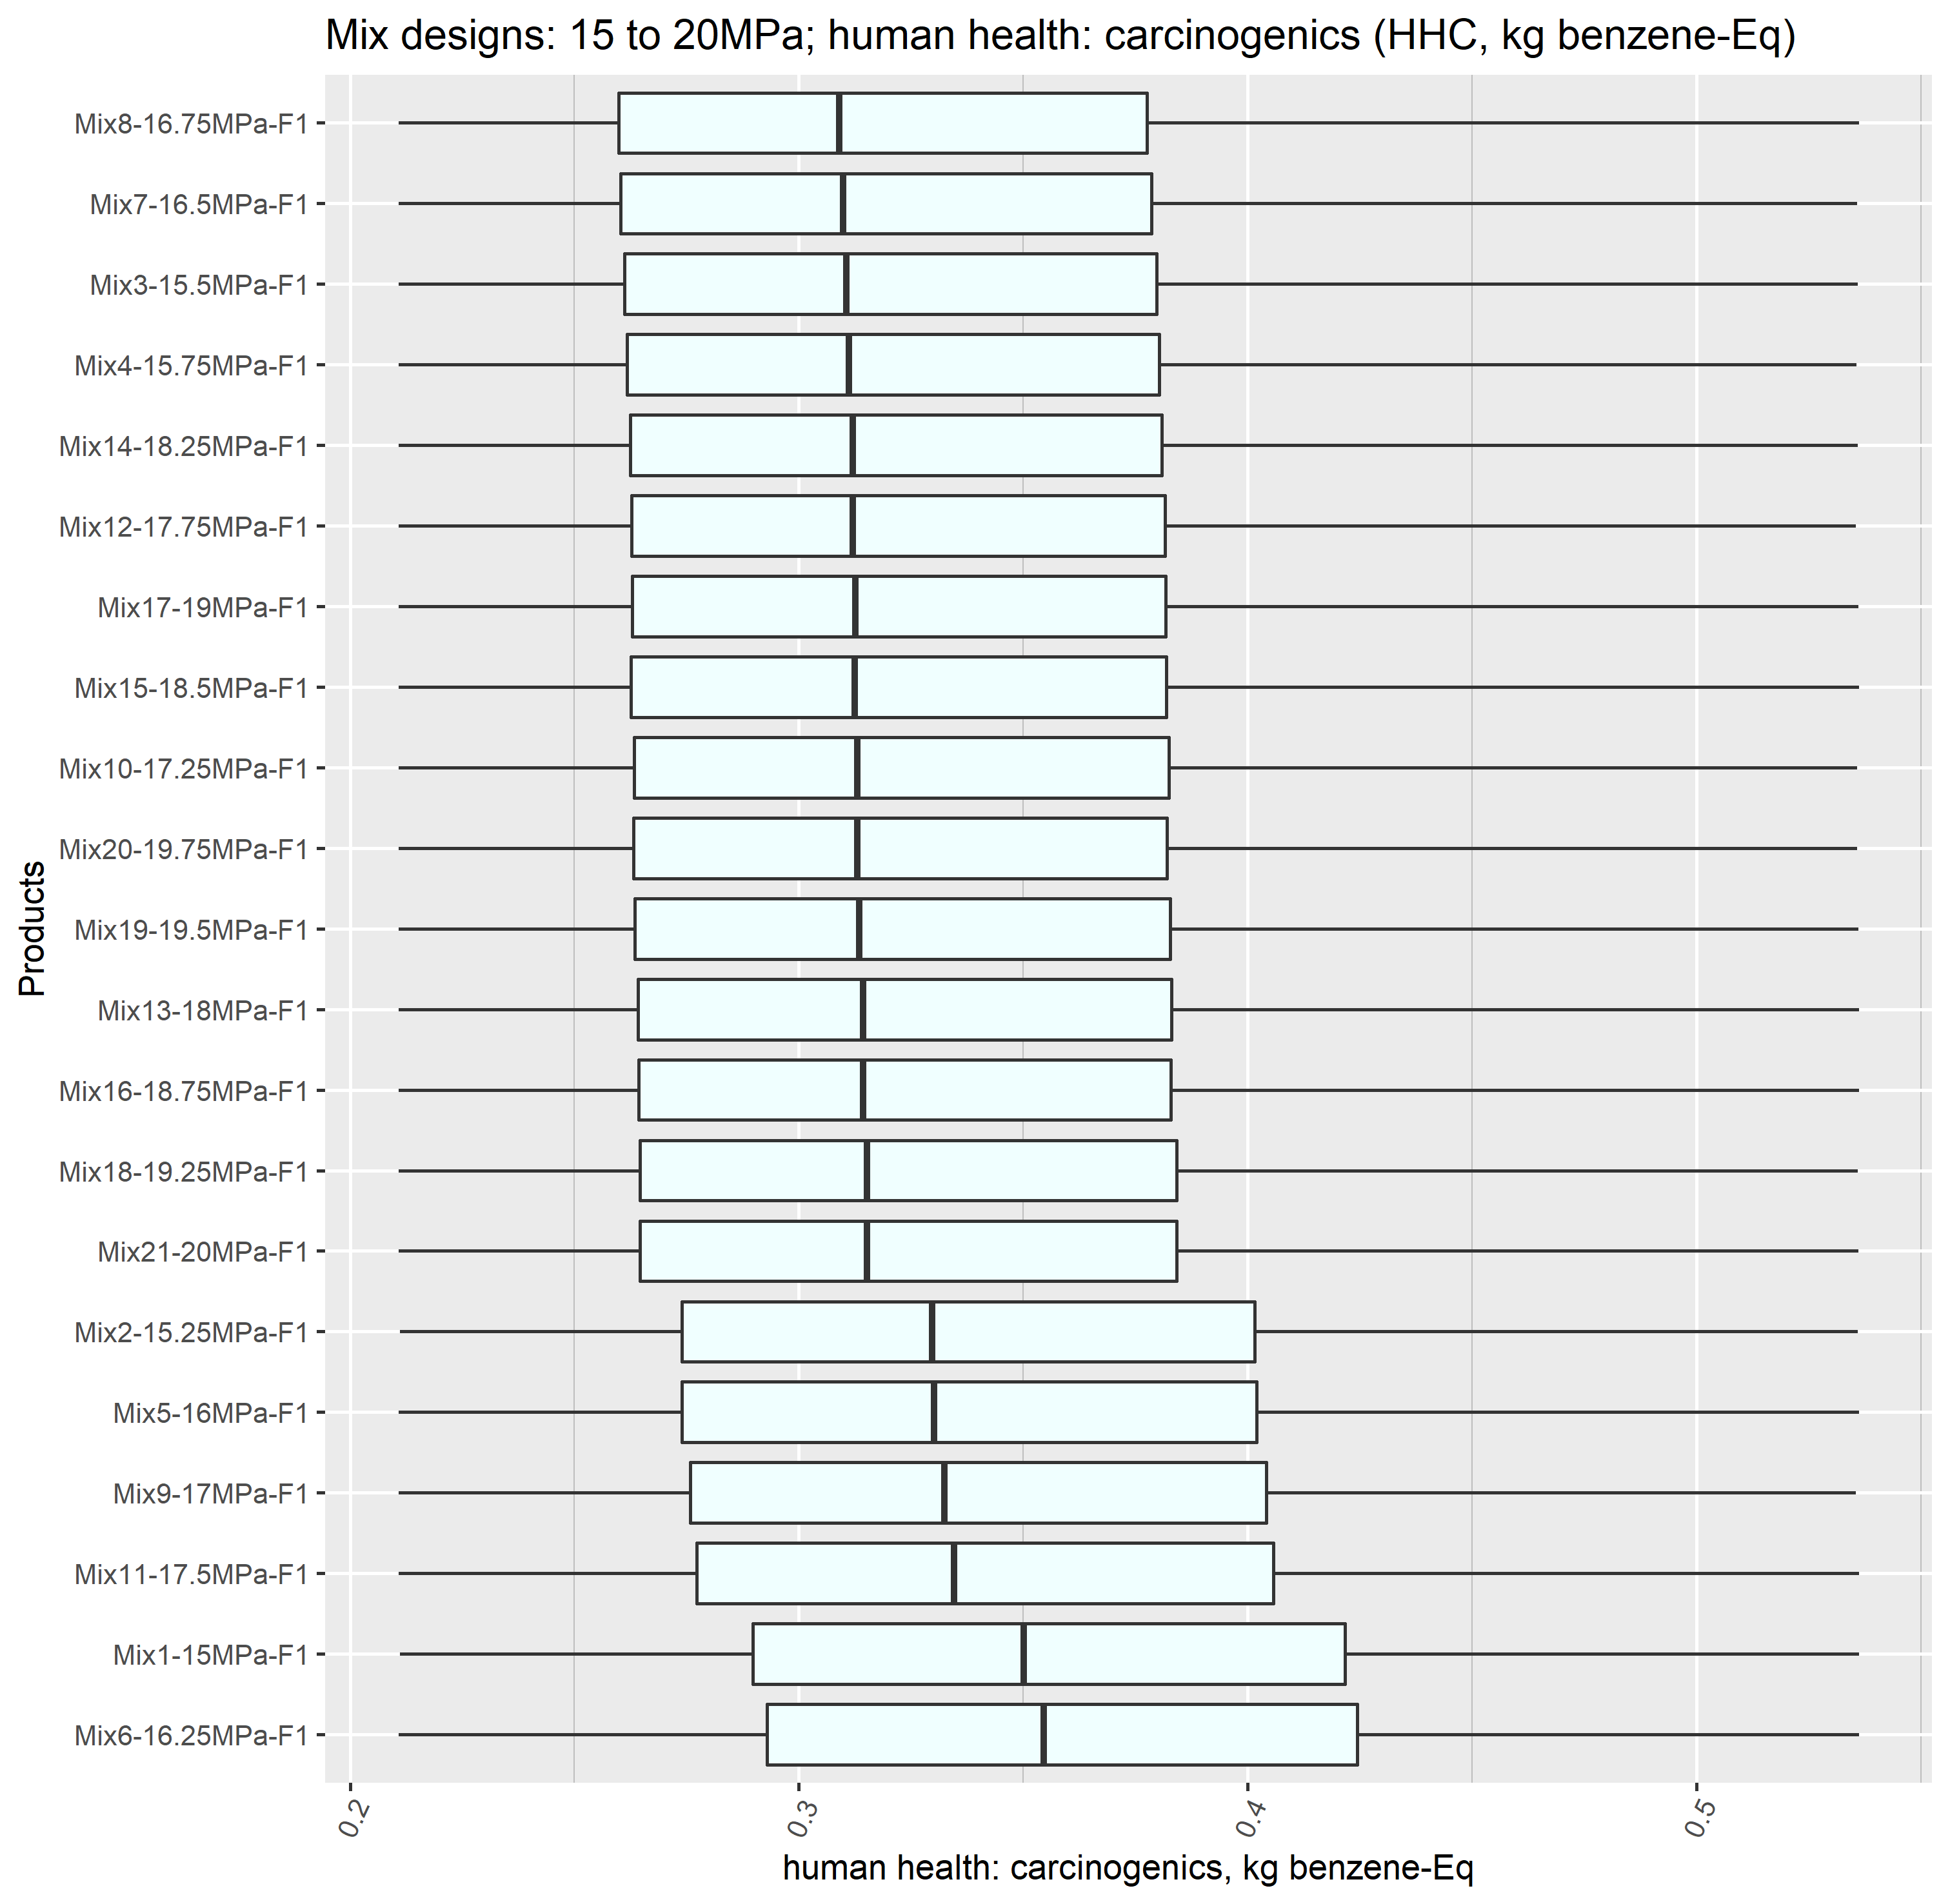 Mix designs: 15 to 20MPa; human health: carcinogenics (HHC, kg benzene-Eq)
Products
Mix8-16.75MPa-F1
Mix7-16.5MPa-F1
Mix3-15.5MPa-F1
Mix4-15.75MPa-F1
Mix14-18.25MPa-F1
Mix12-17.75MPa-F1
Mix17-19MPa-F1
Mix15-18.5MPa-F1
Mix10-17.25MPa-F1
Mix20-19.75MPa-F1
Mix19-19.5MPa-F1
Mix13-18MPa-F1
Mix16-18.75MPa-F1
Mix18-19.25MPa-F1
Mix21-20MPa-F1
Mix2-15.25MPa-F1
Mix5-16MPa-F1
Mix9-17MPa-F1
Mix11-17.5MPa-F1
Mix1-15MPa-F1
Mix6-16.25MPa-F1
0.2 0.3 0.4 0.5
human health: carcinogenics, kg benzene-Eq